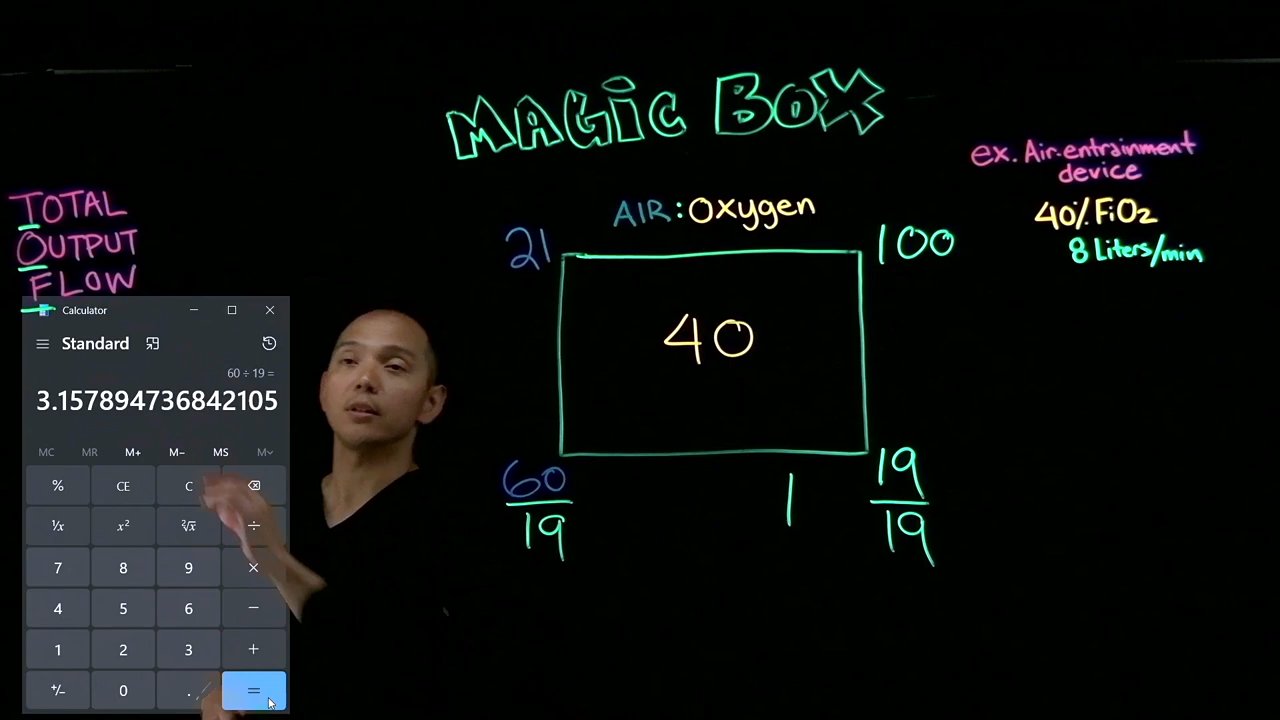 MAGIC BOX
ex. Air-entrainment
device
40% FiO2
8 Liters/min
TOTAL
OUTPUT
FLOW
AIR : Oxygen
21
100
40
60
19
1
19
19
Calculator
Standard
60 ÷ 19 =
3.157894736842105
MC MR M+ M- MS M˅
% CE C
¹/x x² ²√x ÷
7 8 9 ×
4 5 6 −
1 2 3 +
+/− 0 . =